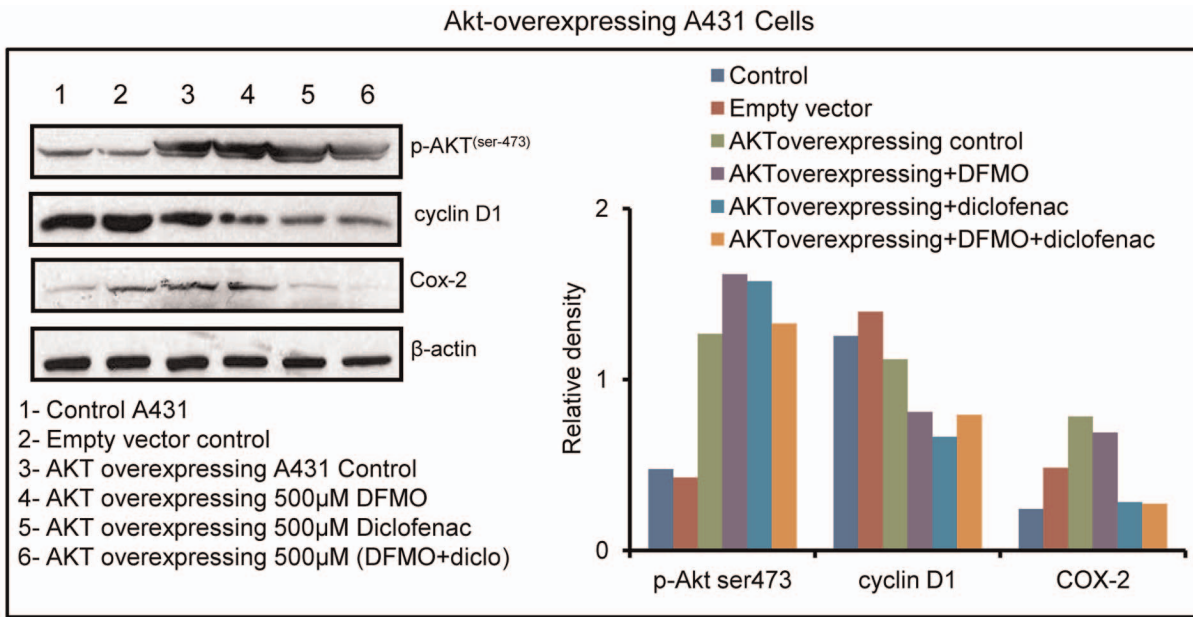 Akt-overexpressing A431 Cells
1 2 3 4 5 6
p-AKT(ser-473)
cyclin D1
Cox-2
β-actin
1- Control A431
2- Empty vector control
3- AKT overexpressing A431 Control
4- AKT overexpressing 500µM DFMO
5- AKT overexpressing 500µM Diclofenac
6- AKT overexpressing 500µM (DFMO+diclo)
Control
Empty vector
AKToverexpressing control
AKToverexpressing+DFMO
AKToverexpressing+diclofenac
AKToverexpressing+DFMO+diclofenac
Relative density
2
1
0
p-Akt ser473 cyclin D1 COX-2